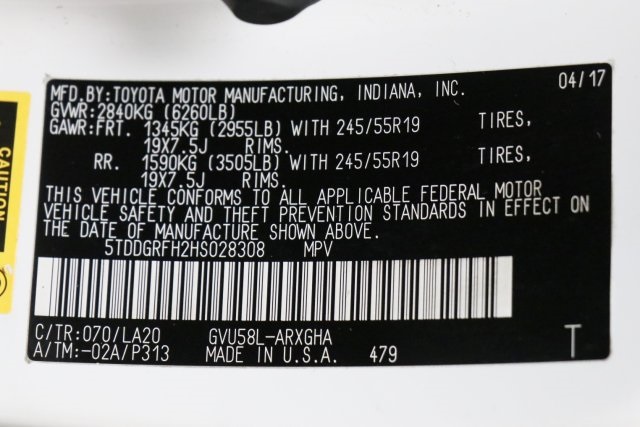 MFD.BY:TOYOTA MOTOR MANUFACTURING, INDIANA, INC. 04/17
GVWR:2840KG (6260LB)
GAWR:FRT. 1345KG (2955LB) WITH 245/55R19 TIRES,
19X7.5J RIMS.
RR. 1590KG (3505LB) WITH 245/55R19 TIRES,
19X7.5J RIMS.
THIS VEHICLE CONFORMS TO ALL APPLICABLE FEDERAL MOTOR
VEHICLE SAFETY AND THEFT PREVENTION STANDARDS IN EFFECT ON
THE DATE OF MANUFACTURE SHOWN ABOVE.
5TDDGRFH2HS028308 MPV
C/TR:070/LA20 GVU58L-ARXGHA
A/TM:-02A/P313 MADE IN U.S.A. 479 T
CAUTION